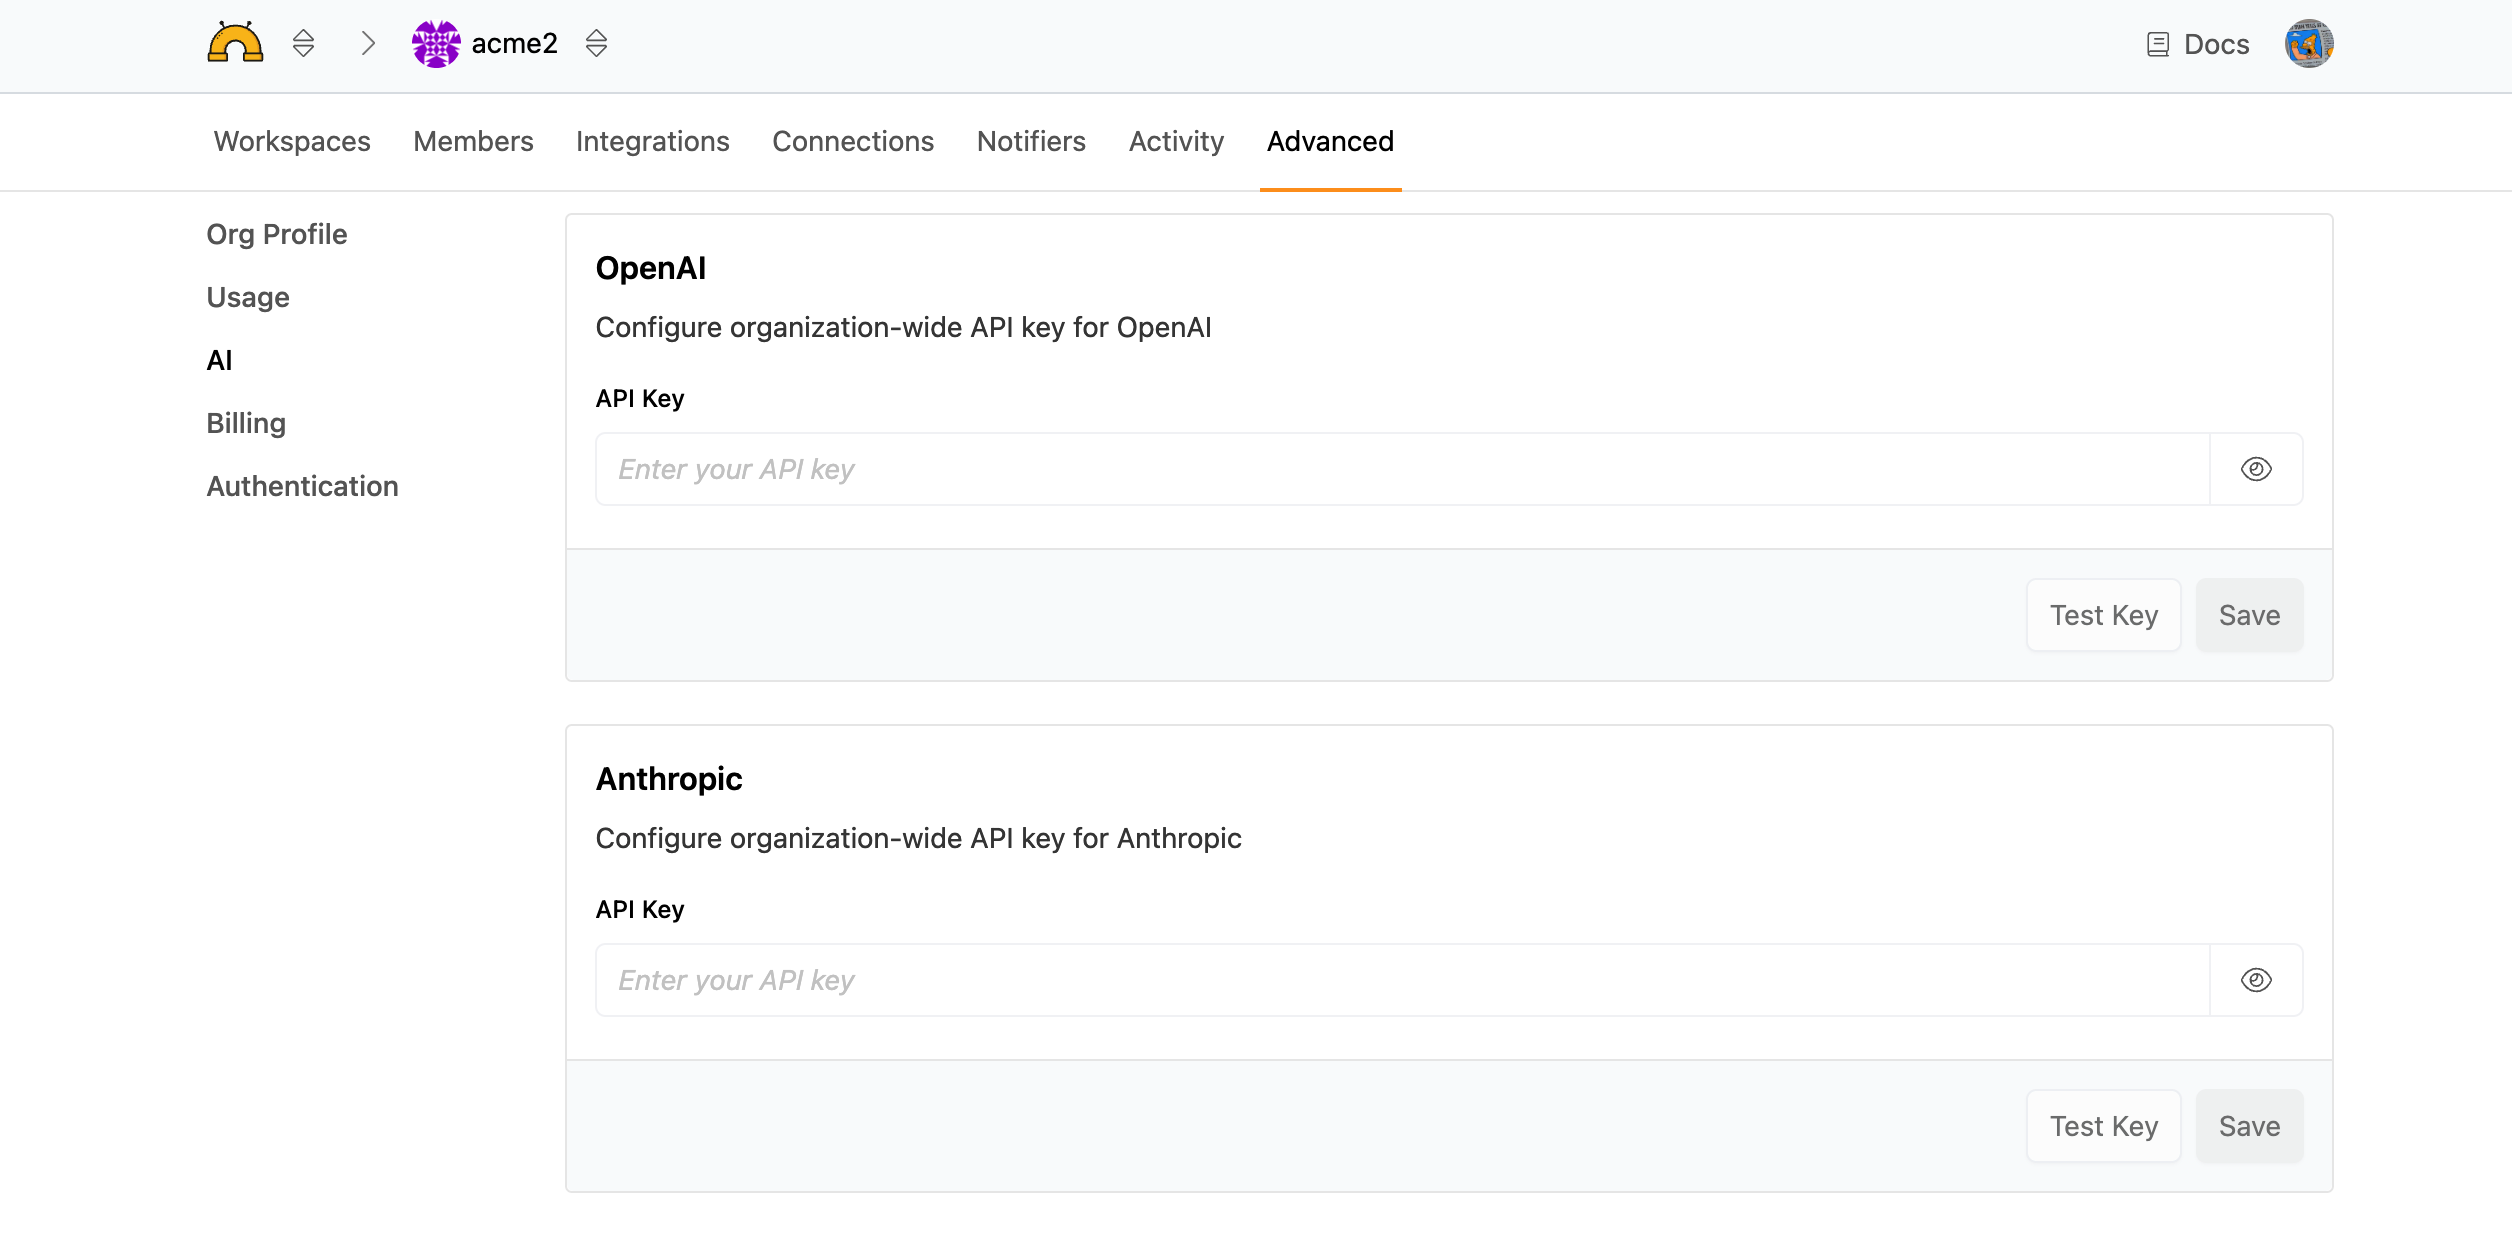 acme2
Docs
Workspaces Members Integrations Connections Notifiers Activity Advanced
Org Profile
Usage
AI
Billing
Authentication
OpenAI
Configure organization-wide API key for OpenAI
API Key
Enter your API key
Test Key Save
Anthropic
Configure organization-wide API key for Anthropic
API Key
Enter your API key
Test Key Save